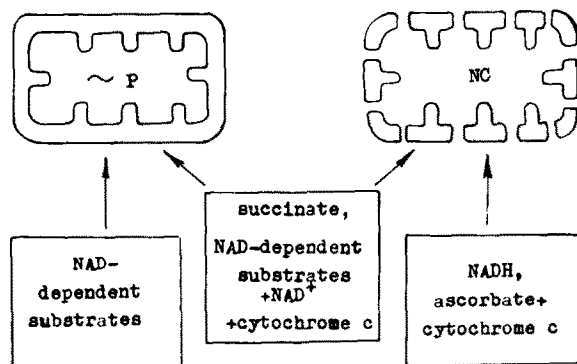 ~ P
NC
NAD-
dependent
substrates
succinate,
NAD-dependent
substrates
+NAD⁺
+cytochrome c
NADH,
ascorbate+
cytochrome c